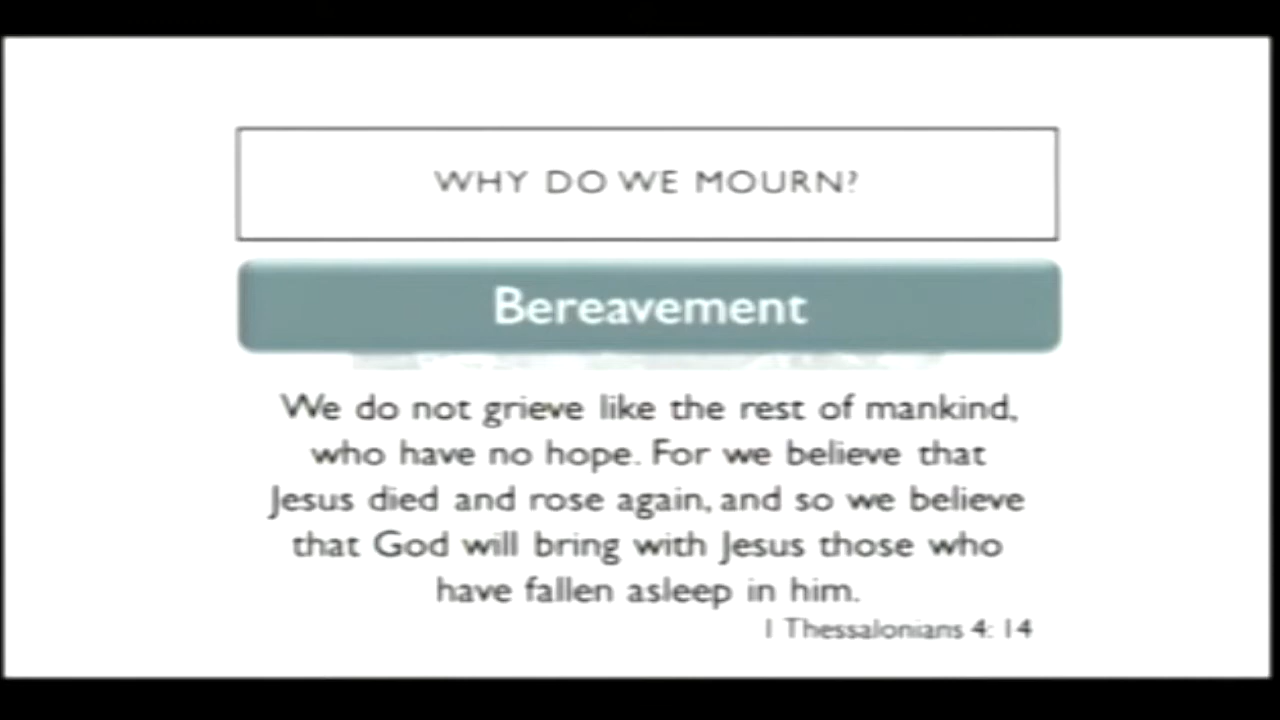 WHY DO WE MOURN?
Bereavement
We do not grieve like the rest of mankind,
who have no hope. For we believe that
Jesus died and rose again, and so we believe
that God will bring with Jesus those who
have fallen asleep in him.
1 Thessalonians 4: 14